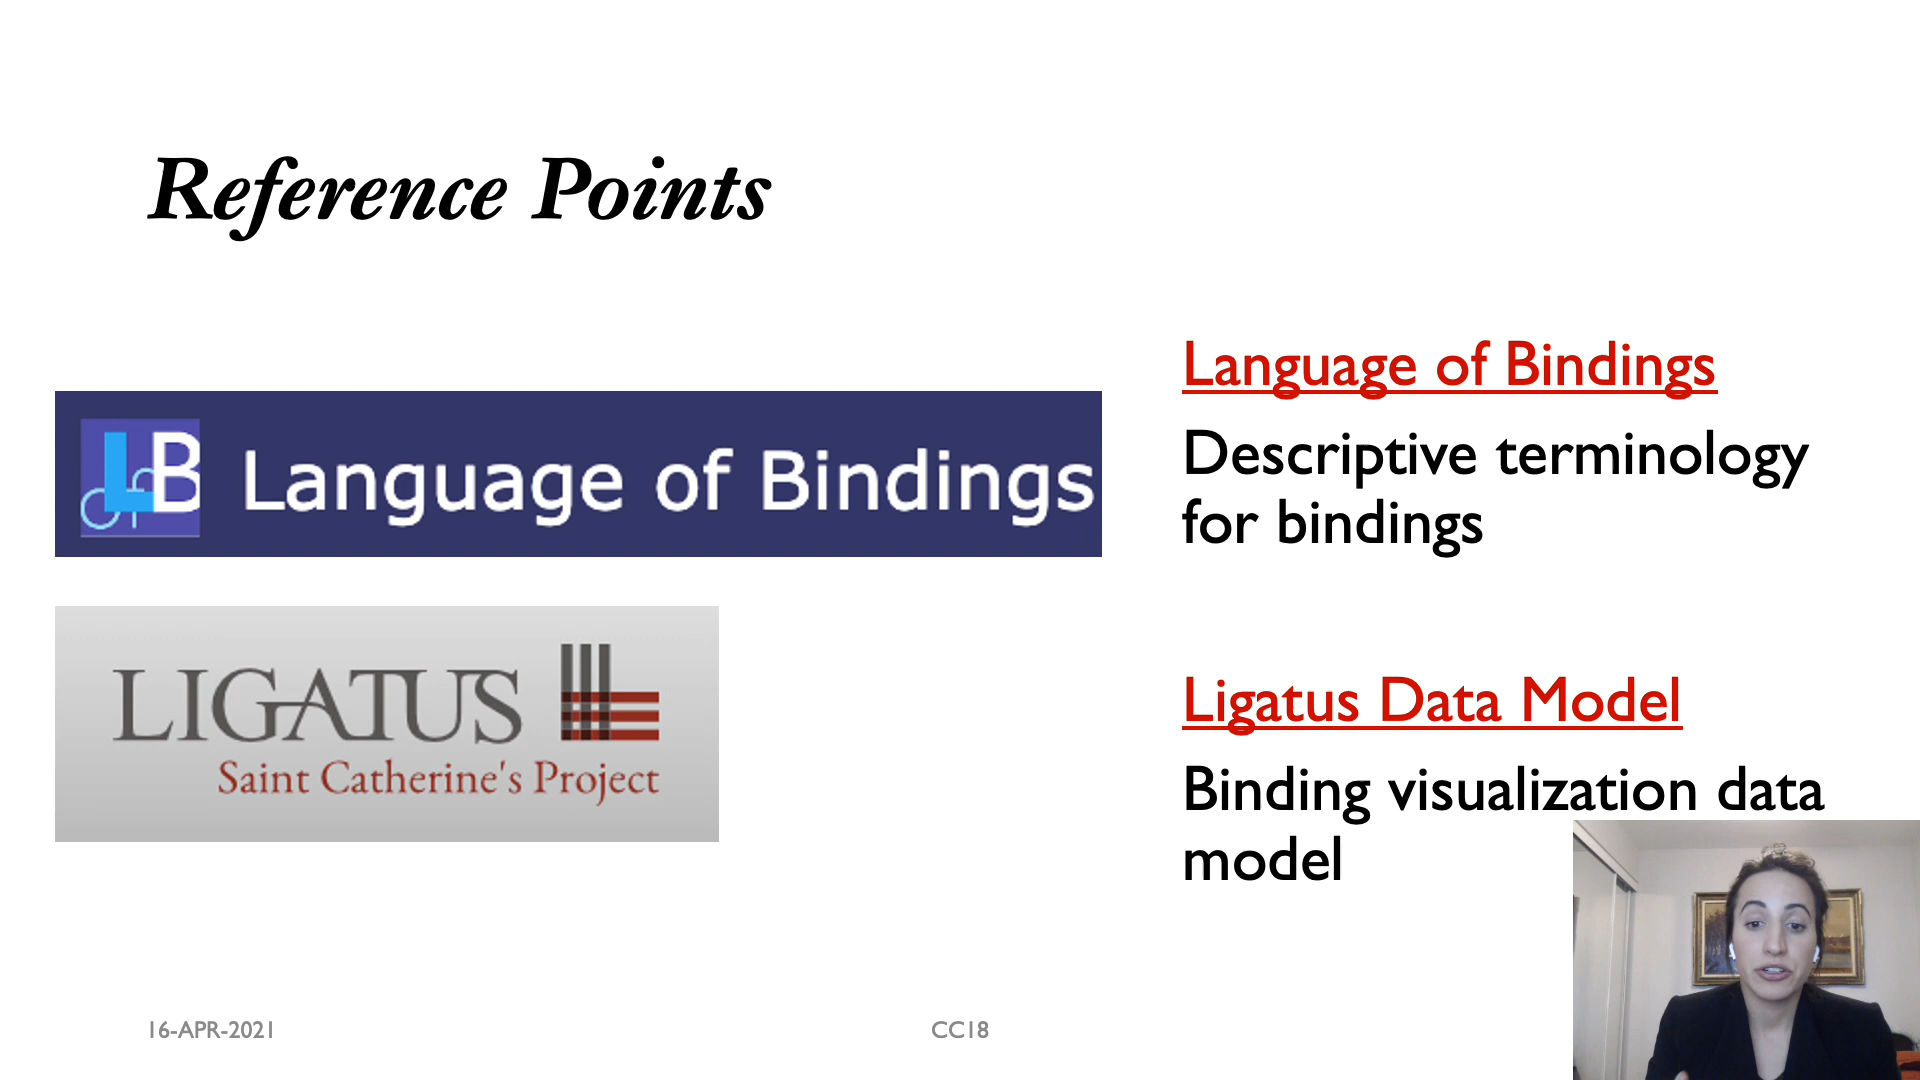 Reference Points
LB Language of Bindings
LIGATUS
Saint Catherine's Project
Language of Bindings
Descriptive terminology
for bindings
Ligatus Data Model
Binding visualization data
model
16-APR-2021
CC18